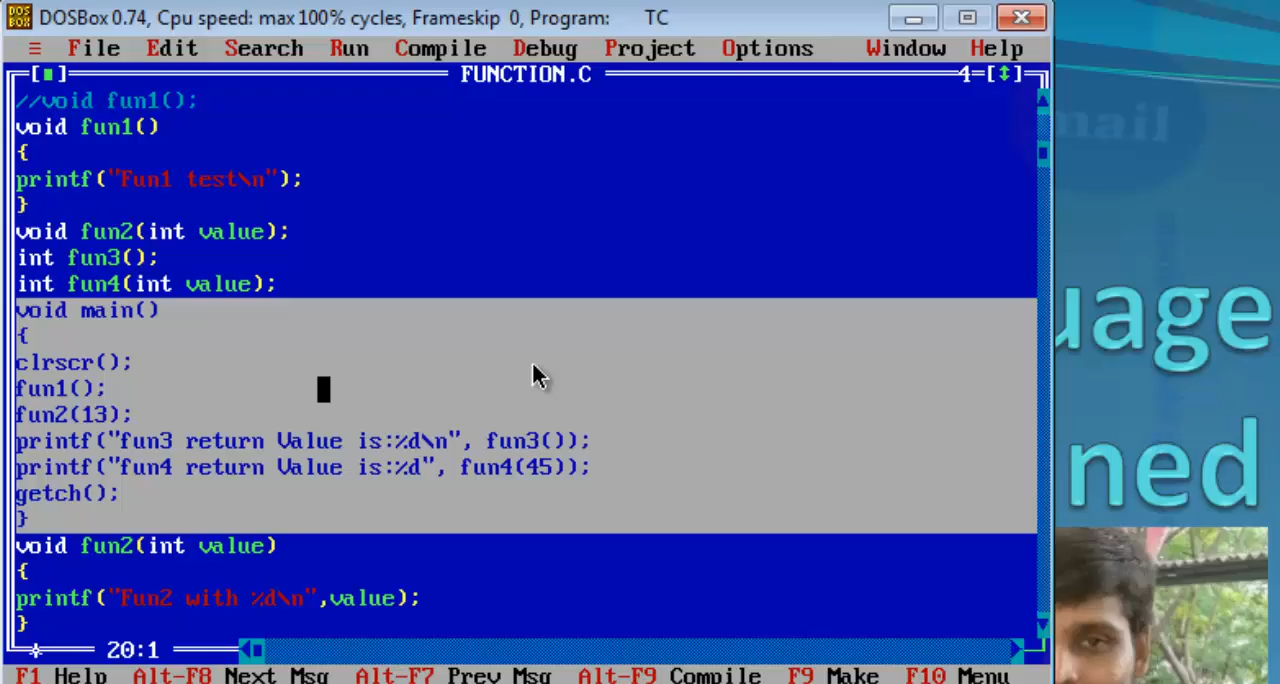 DOSBox 0.74, Cpu speed: max 100% cycles, Frameskip 0, Program: TC
≡ File Edit Search Run Compile Debug Project Options Window Help
FUNCTION.C 4
//void fun1();
void fun1()
{
printf("Fun1 test\n");
}
void fun2(int value);
int fun3();
int fun4(int value);
void main()
{
clrscr();
fun1();
fun2(13);
printf("fun3 return Value is:%d\n", fun3());
printf("fun4 return Value is:%d", fun4(45));
getch();
}
void fun2(int value)
{
printf("Fun2 with %d\n",value);
}
20:1
F1 Help Alt-F8 Next Msg Alt-F7 Prev Msg Alt-F9 Compile F9 Make F10 Menu
mail
uage
ned